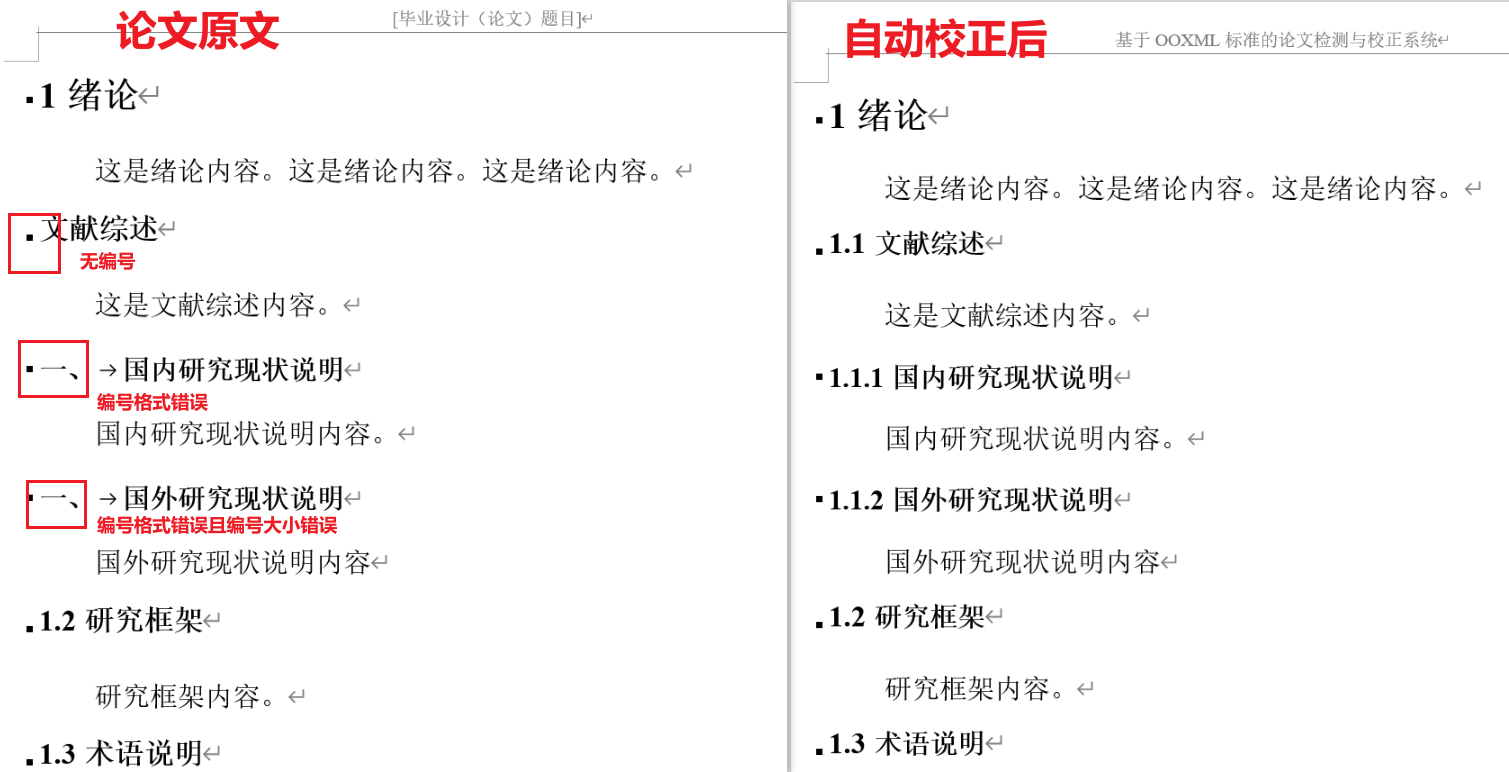 论文原文
[毕业设计（论文）题目]↵
1 绪论↵
这是绪论内容。这是绪论内容。这是绪论内容。↵
文献综述↵
无编号
这是文献综述内容。↵
一、→国内研究现状说明↵
编号格式错误
国内研究现状说明内容。↵
一、→国外研究现状说明↵
编号格式错误且编号大小错误
国外研究现状说明内容↵
1.2 研究框架↵
研究框架内容。↵
1.3 术语说明↵
自动校正后
基于 OOXML 标准的论文检测与校正系统↵
1 绪论↵
这是绪论内容。这是绪论内容。这是绪论内容。↵
1.1 文献综述↵
这是文献综述内容。↵
1.1.1 国内研究现状说明↵
国内研究现状说明内容。↵
1.1.2 国外研究现状说明↵
国外研究现状说明内容↵
1.2 研究框架↵
研究框架内容。↵
1.3 术语说明↵